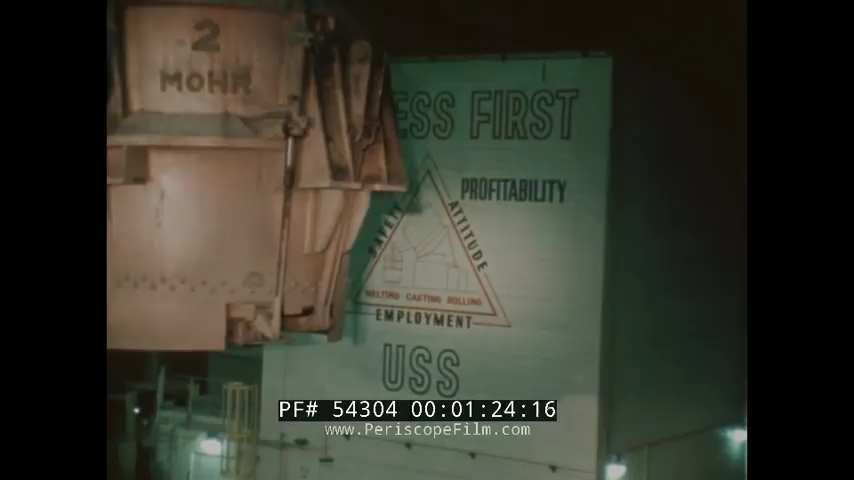 2
MOHR
ESS FIRST
PROFITABILITY
SAFETY
ATTITUDE
MELTING-CASTING-ROLLING
EMPLOYMENT
USS
PF# 54304 00:01:24:16
www.PeriscopeFilm.com